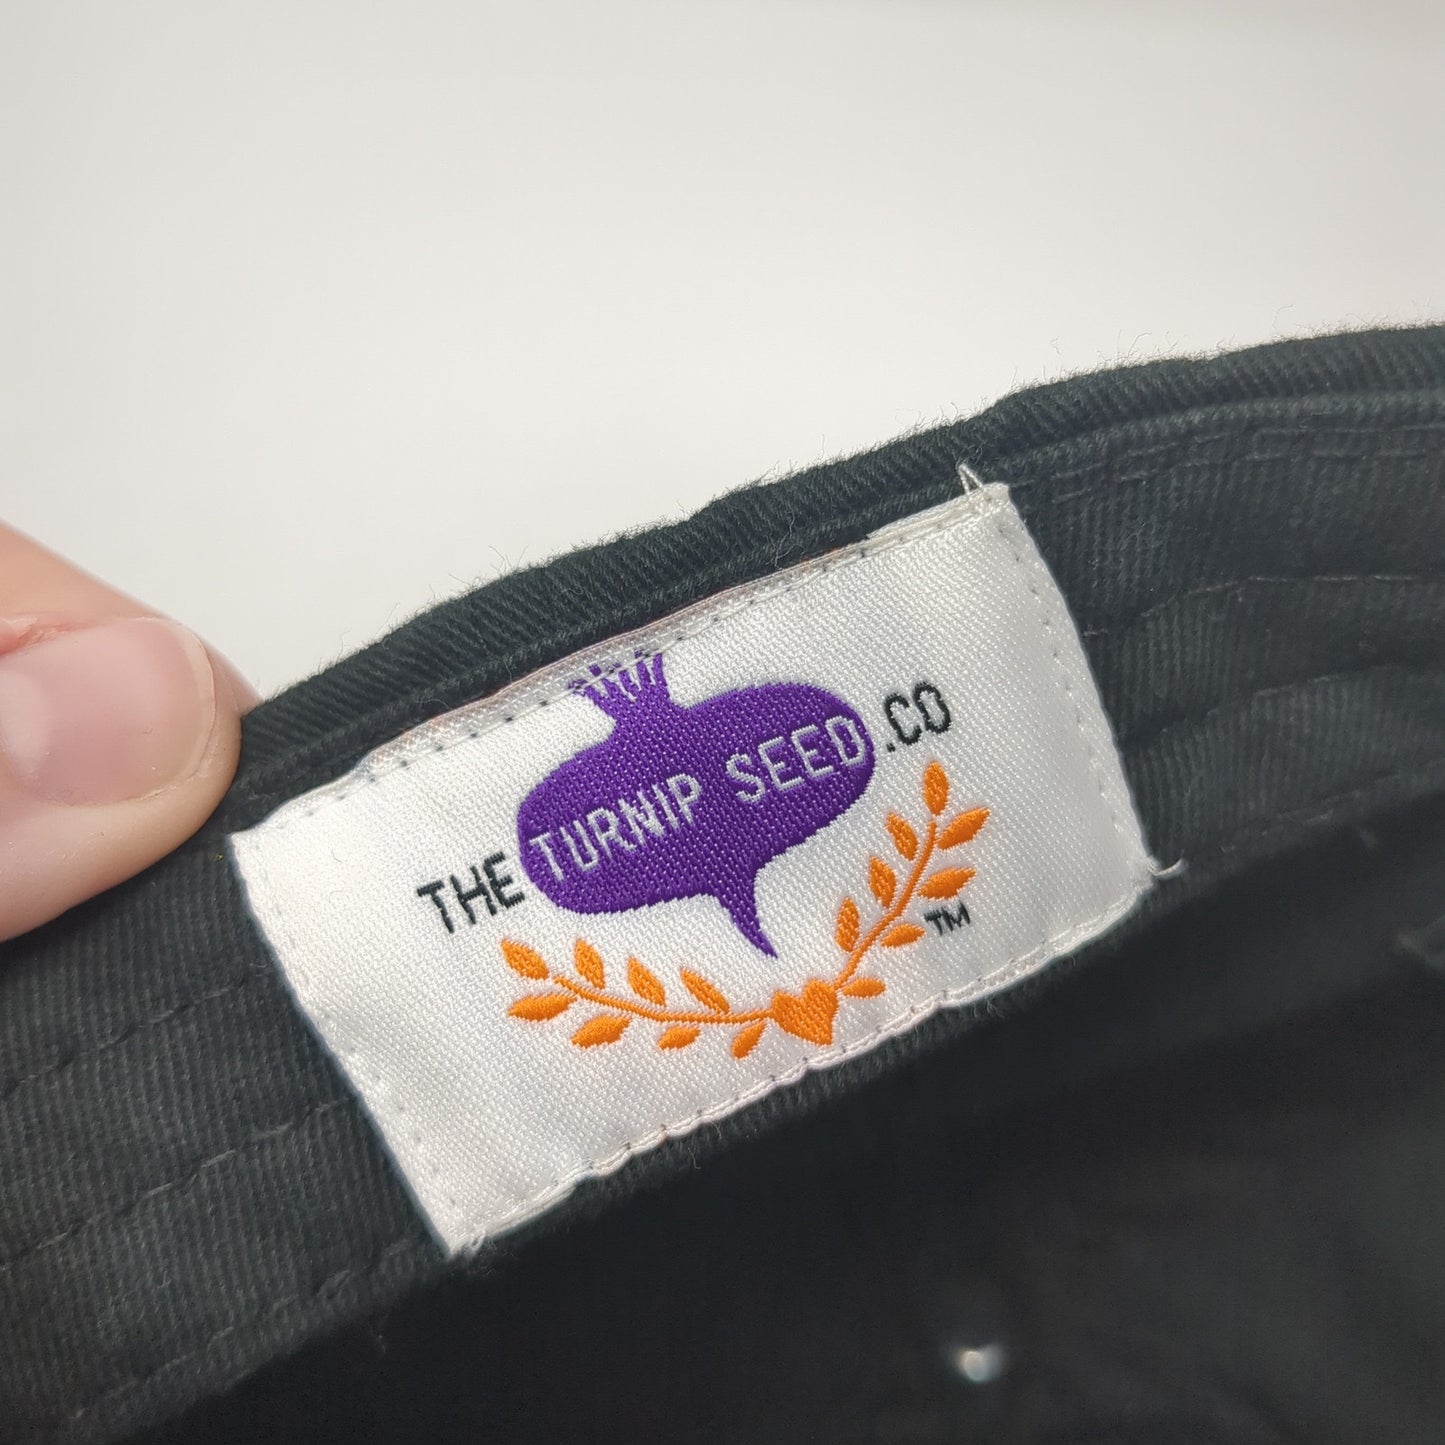 THE TURNIP SEED .CO
TM